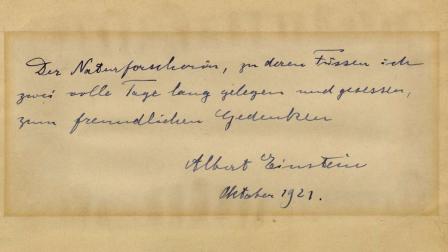 Der Naturforscherin, zu deren Füssen ich
zwei volle Tage lang gelegen und gesessen,
zum freundlichen Gedenken
Albert Einstein
Oktober 1921.